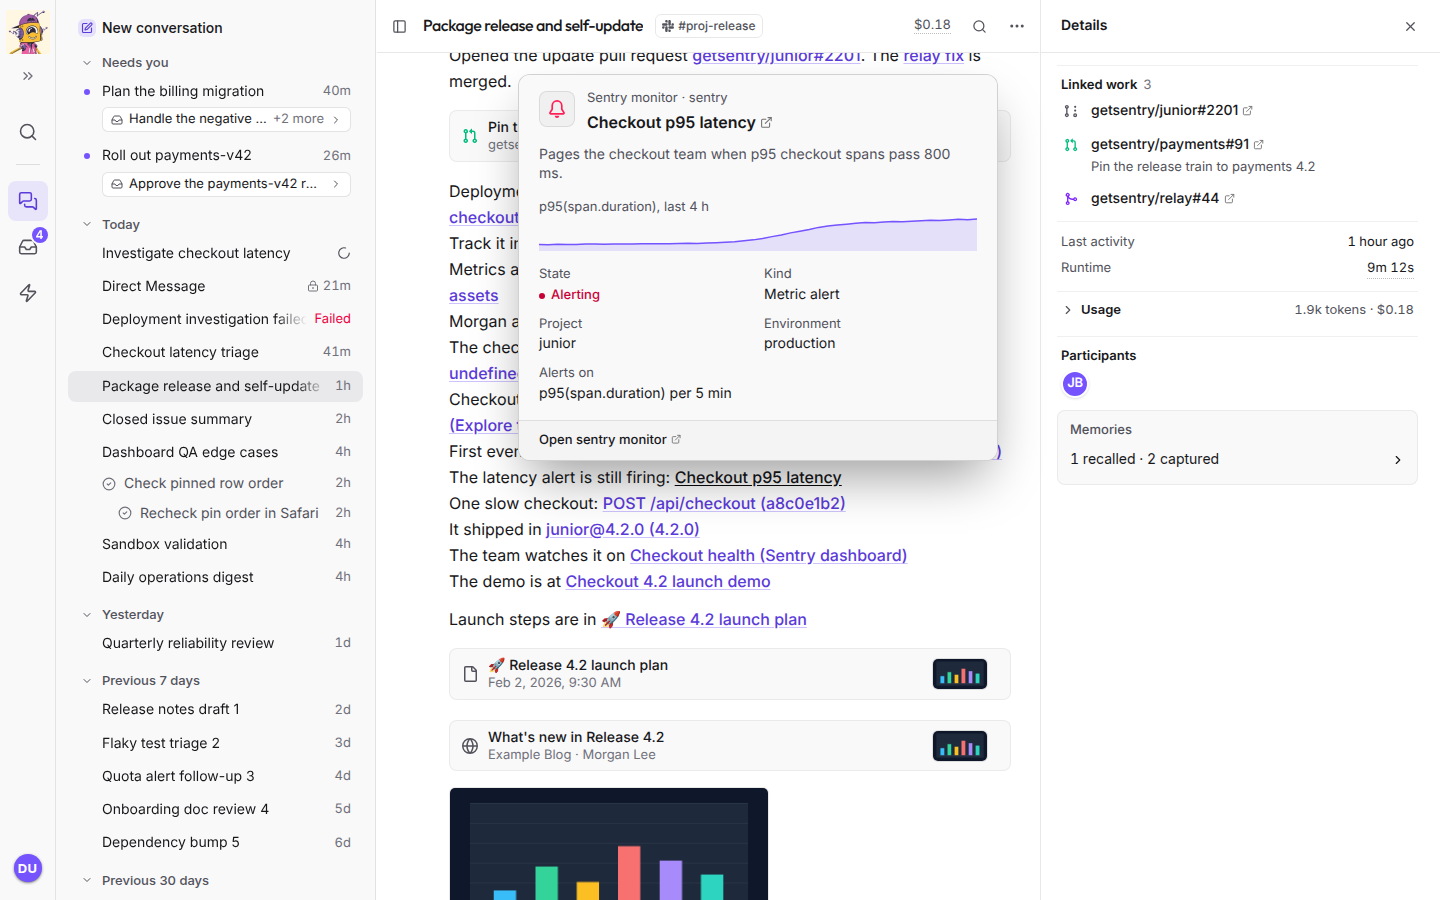 New conversation
Needs you
Plan the billing migration 40m
Handle the negative ... +2 more
Roll out payments-v42 26m
Approve the payments-v42 r...
Today
Investigate checkout latency
Direct Message 21m
Deployment investigation failed Failed
Checkout latency triage 41m
Package release and self-update 1h
Closed issue summary 2h
Dashboard QA edge cases 4h
Check pinned row order 2h
Recheck pin order in Safari 2h
Sandbox validation 4h
Daily operations digest 4h
Yesterday
Quarterly reliability review 1d
Previous 7 days
Release notes draft 1 2d
Flaky test triage 2 3d
Quota alert follow-up 3 4d
Onboarding doc review 4 5d
Dependency bump 5 6d
Previous 30 days
4
DU
Package release and self-update #proj-release $0.18
Opened the update pull request getsentry/junior#2201. The relay fix is
merged.
Pin t
getse
Deployme
checkout
Track it in
Metrics a
assets
Morgan a
The chec
undefined
Checkout
(Explore
First even )
Sentry monitor · sentry
Checkout p95 latency
Pages the checkout team when p95 checkout spans pass 800
ms.
p95(span.duration), last 4 h
State Kind
Alerting Metric alert
Project Environment
junior production
Alerts on
p95(span.duration) per 5 min
Open sentry monitor
The latency alert is still firing: Checkout p95 latency
One slow checkout: POST /api/checkout (a8c0e1b2)
It shipped in junior@4.2.0 (4.2.0)
The team watches it on Checkout health (Sentry dashboard)
The demo is at Checkout 4.2 launch demo
Launch steps are in 🚀 Release 4.2 launch plan
🚀 Release 4.2 launch plan
Feb 2, 2026, 9:30 AM
What's new in Release 4.2
Example Blog · Morgan Lee
Details
Linked work 3
getsentry/junior#2201
getsentry/payments#91
Pin the release train to payments 4.2
getsentry/relay#44
Last activity 1 hour ago
Runtime 9m 12s
Usage 1.9k tokens · $0.18
Participants
JB
Memories
1 recalled · 2 captured